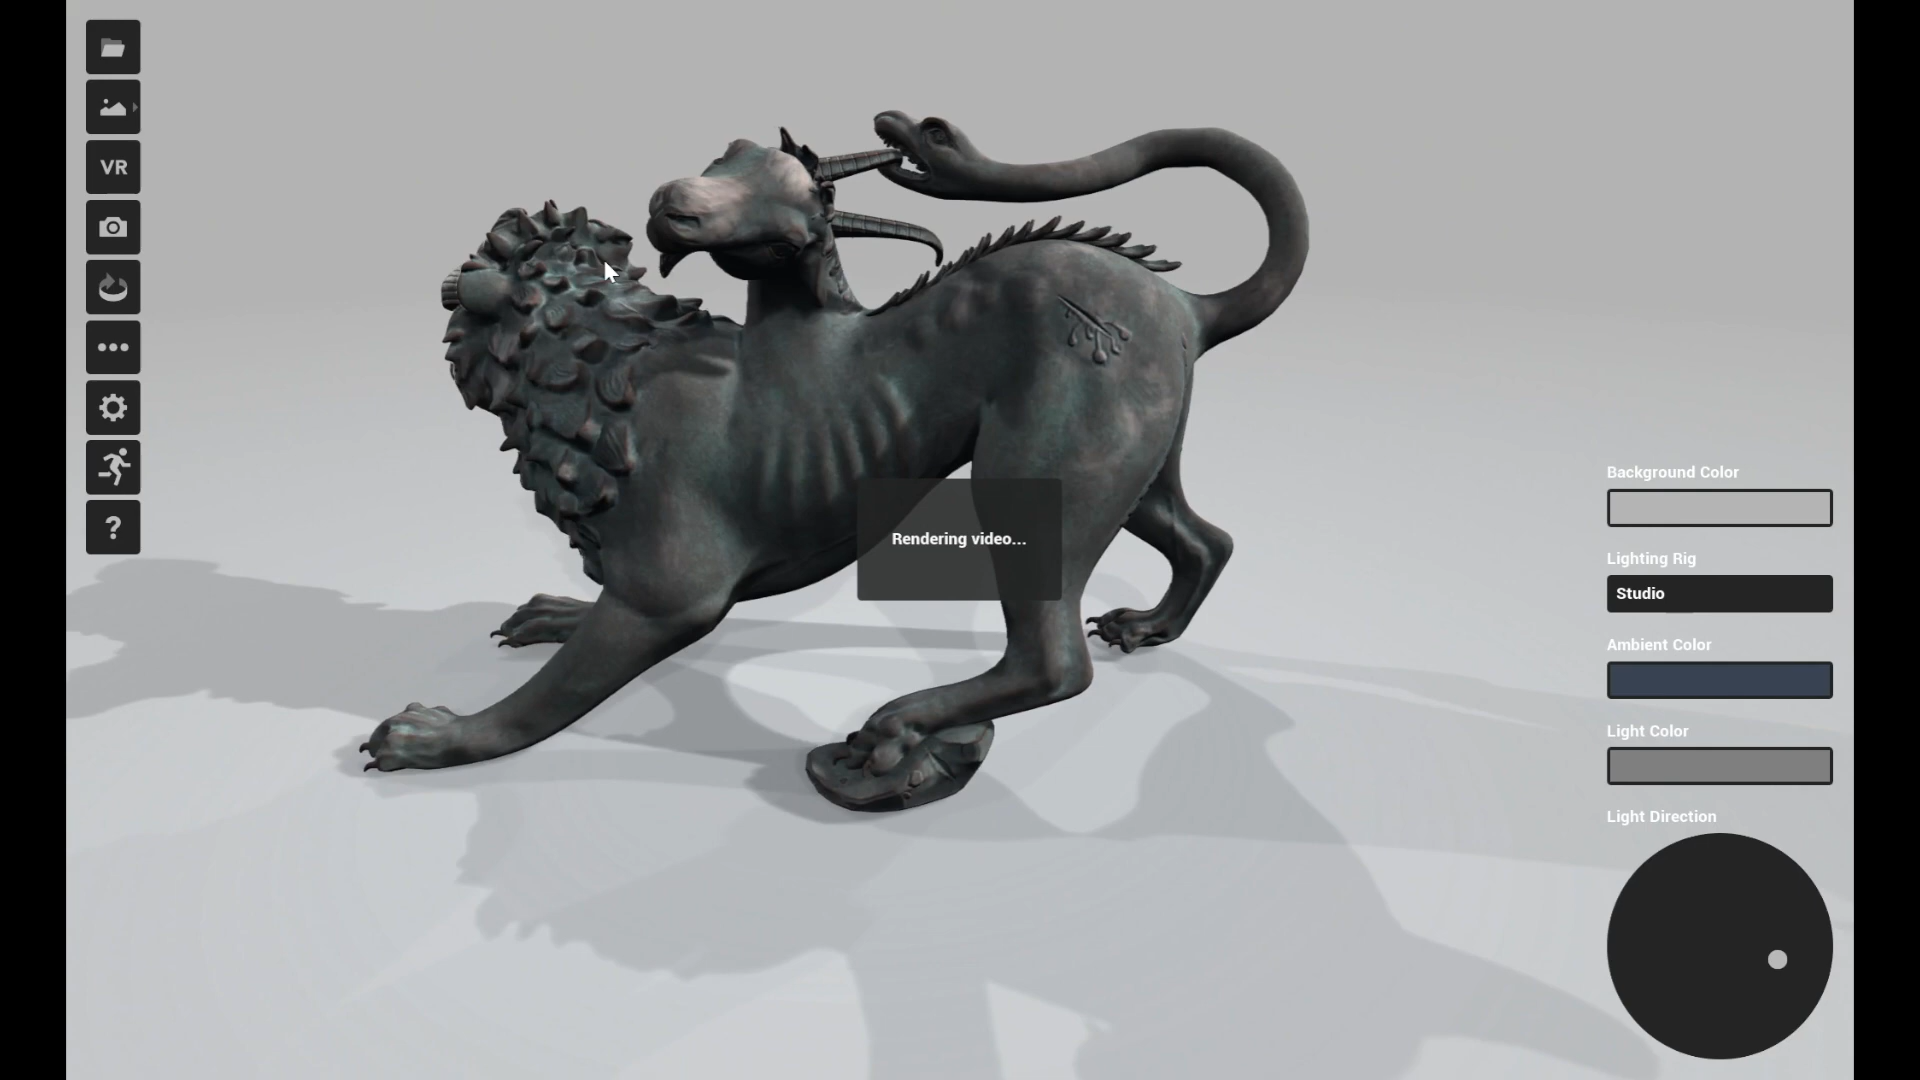 VR
?
Rendering video...
Background Color
Lighting Rig
Studio
Ambient Color
Light Color
Light Direction